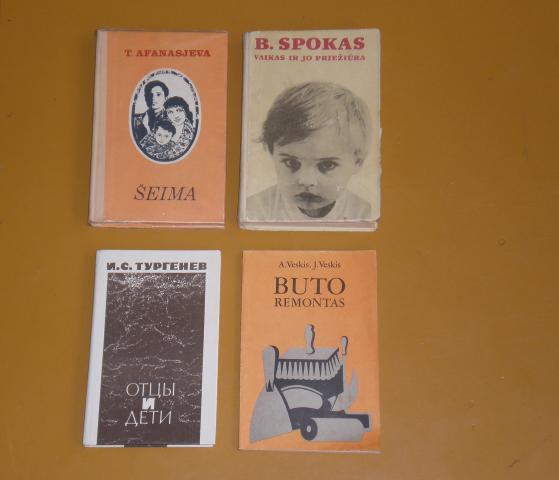 T. AFANASJEVA
ŠEIMA
B. SPOKAS
VAIKAS IR JO PRIEŽIŪRA
И.С. ТУРГЕНЕВ
ОТЦЫ
И
ДЕТИ
A. Veskis, J. Veskis
BUTO
REMONTAS